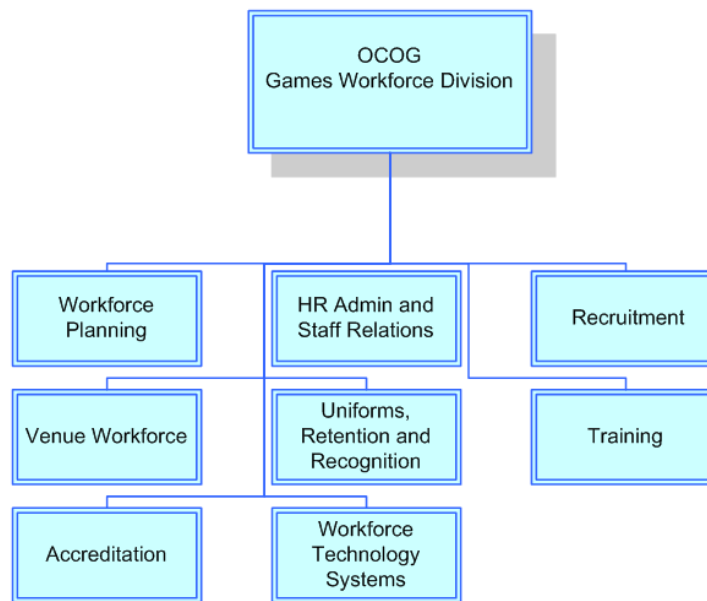 OCOG
Games Workforce Division
Workforce
Planning
HR Admin and
Staff Relations
Recruitment
Venue Workforce
Uniforms,
Retention and
Recognition
Training
Accreditation
Workforce
Technology
Systems